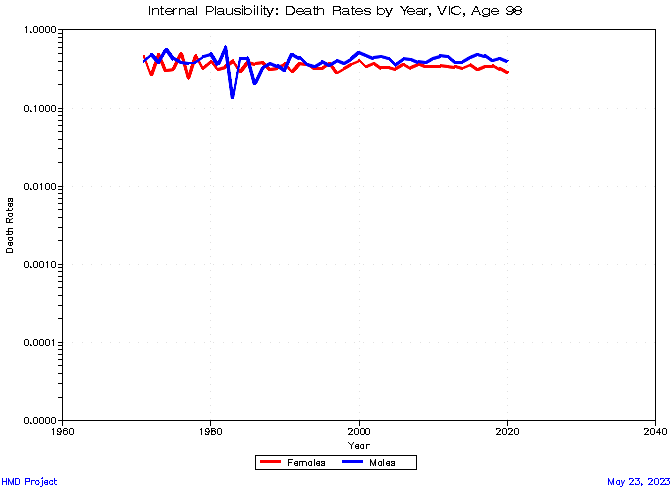 Internal Plausibility: Death Rates by Year, VIC, Age 98
1.0000
0.1000
0.0100
0.0010
0.0001
0.0000
Death Rates
1960
1980
2000
2020
2040
Year
Females
Males
HMD Project
May 23, 2023